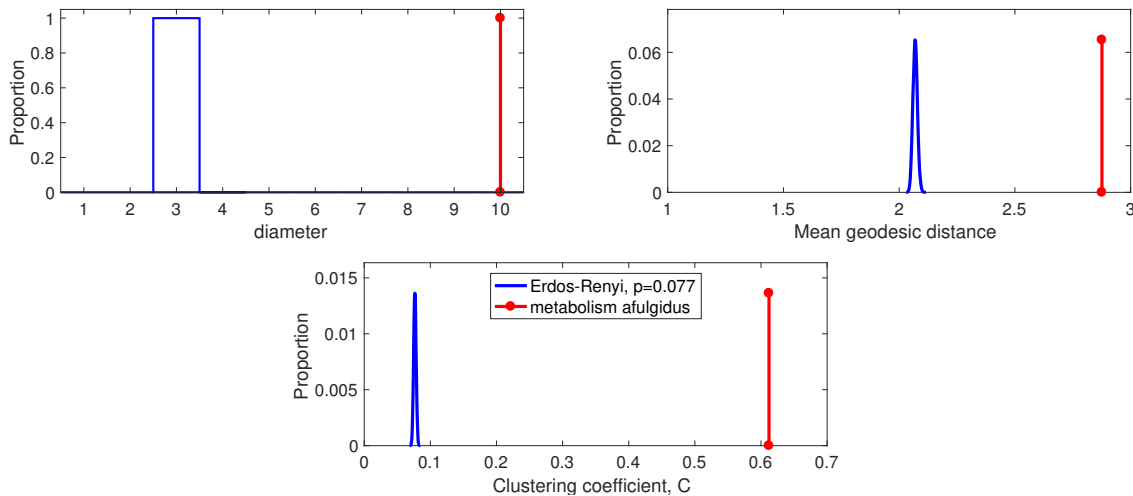 Proportion
1
0.8
0.6
0.4
0.2
0
1 2 3 4 5 6 7 8 9 10
diameter
Proportion
0.06
0.04
0.02
0
1 1.5 2 2.5 3
Mean geodesic distance
Proportion
0.015
0.01
0.005
0
Erdos-Renyi, p=0.077
metabolism afulgidus
0 0.1 0.2 0.3 0.4 0.5 0.6 0.7
Clustering coefficient, C